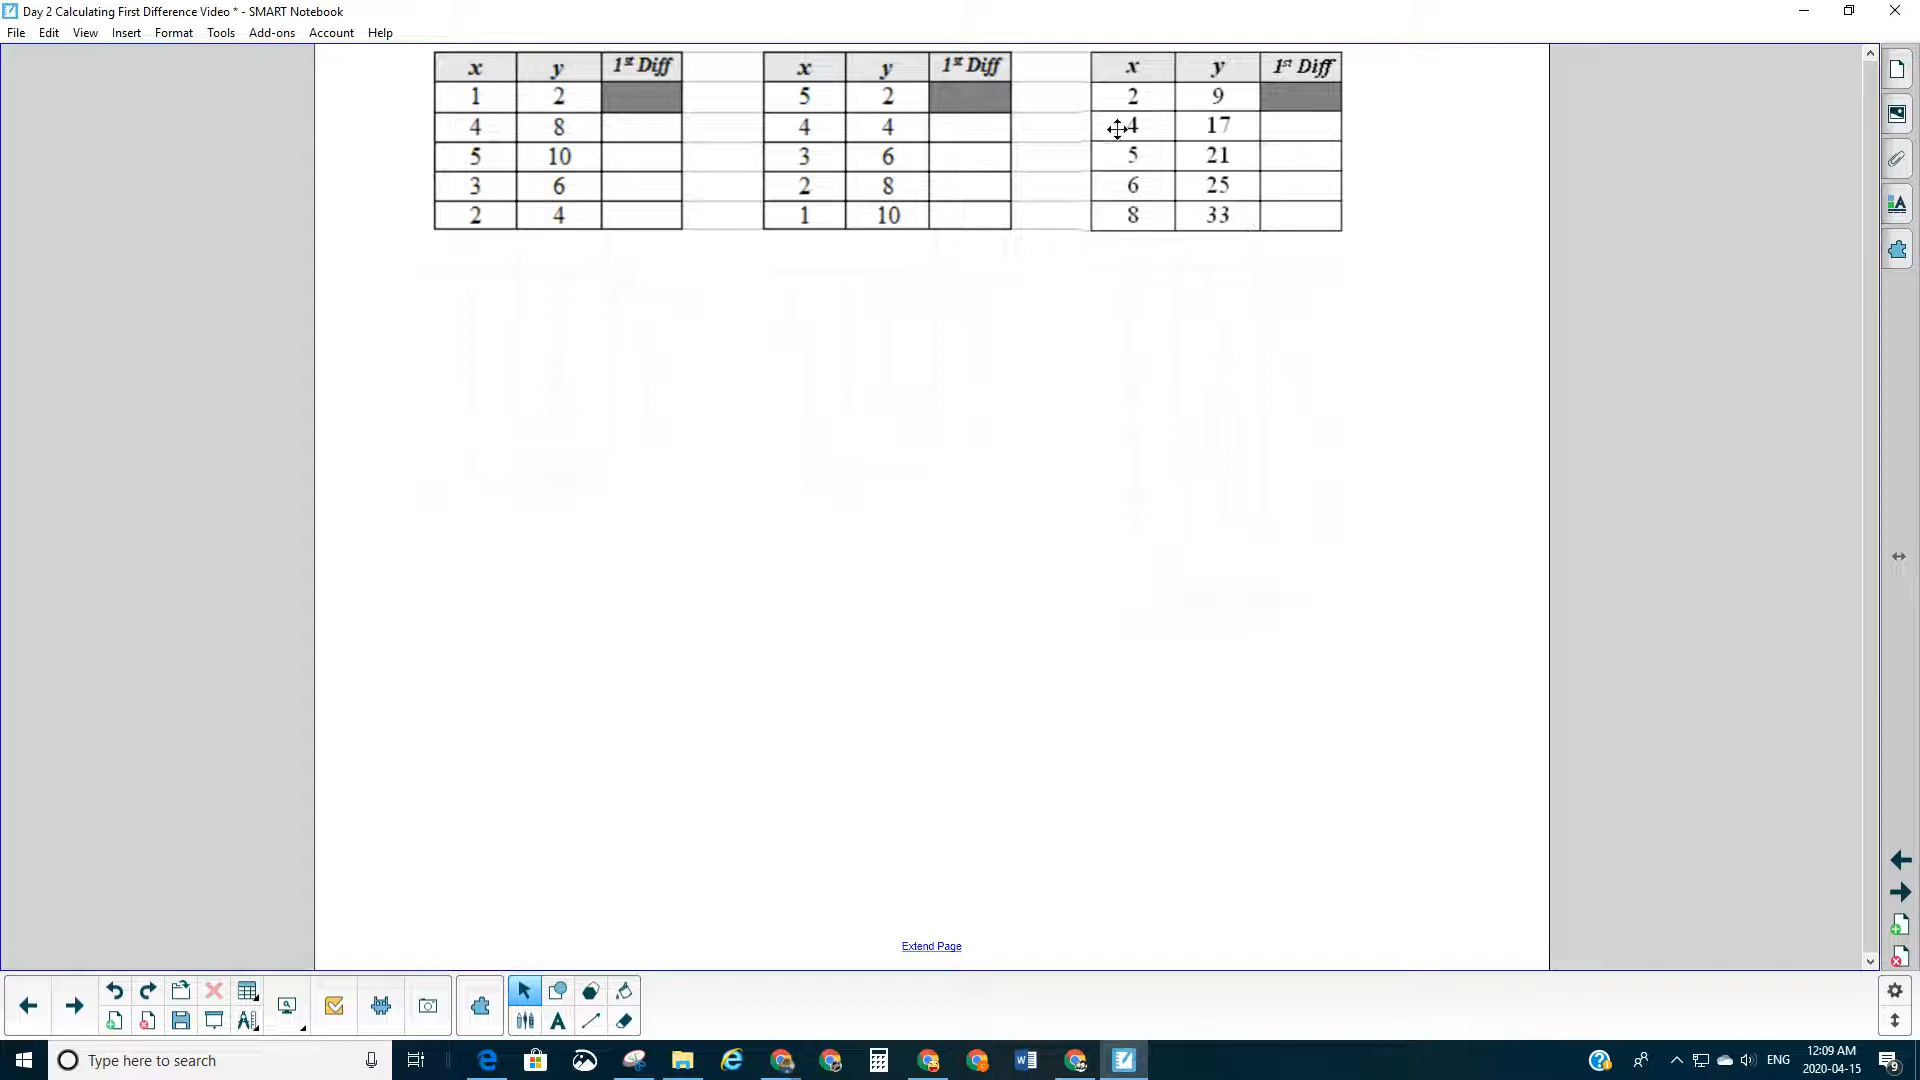 Day 2 Calculating First Difference Video * - SMART Notebook
File Edit View Insert Format Tools Add-ons Account Help
x y 1st Diff
1 2
4 8
5 10
3 6
2 4
x y 1st Diff
5 2
4 4
3 6
2 8
1 10
x y 1st Diff
2 9
4 17
5 21
6 25
8 33
Extend Page
Type here to search
ENG
12:09 AM
2020-04-15
9